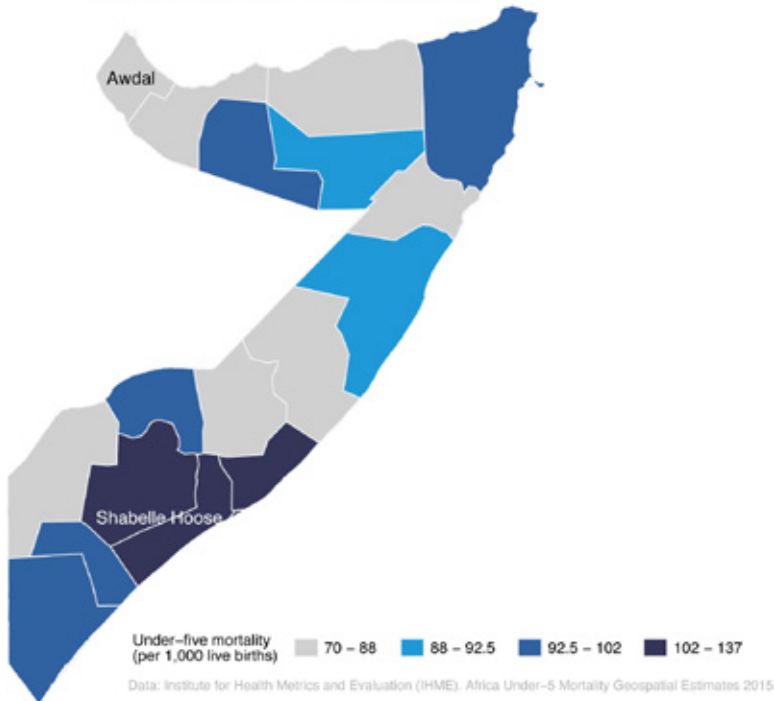 Awdal
Shabelle Hoose
Under-five mortality
(per 1,000 live births)
70 - 88
88 - 92.5
92.5 - 102
102 - 137
Data: Institute for Health Metrics and Evaluation (IHME). Africa Under-5 Mortality Geospatial Estimates 2015